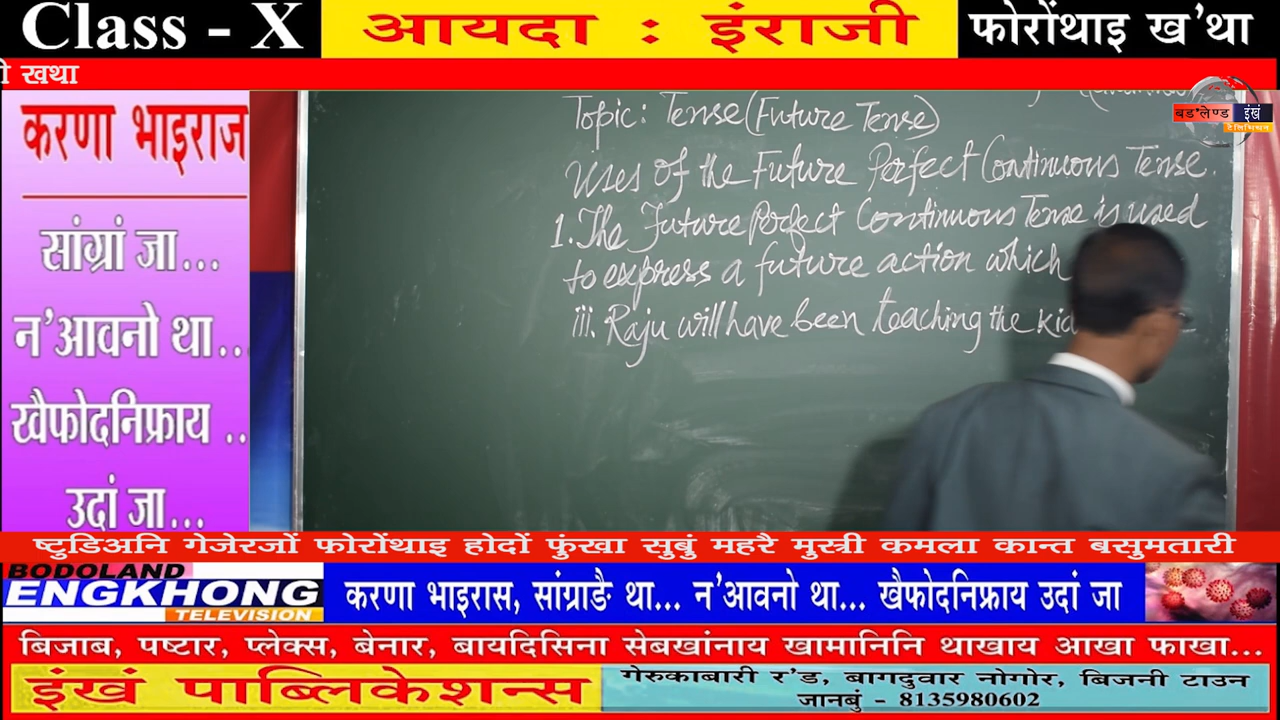 Class - X
आयदा : इंराजी
फोरोंथाइ ख'था
खथा
करणा भाइराज
सांग्रां जा...
न'आवनो था...
खैफोदनिफ्राय ..
उदां जा...
बड'लेण्ड इंखं
टेलिभिषन
Topic: Tense (Future Tense)
Uses of the Future Perfect Continuous Tense.
1. The Future Perfect Continuous Tense is used
to express a future action which
iii. Raju will have been teaching the
ष्टुडिअनि गेजेरजों फोरोंथाइ होदों फुंखा सुबुं महरै मुस्त्री कमला कान्त बसुमतारी
BODOLAND
ENGKHONG
TELEVISION
करणा भाइरास, सांग्राङै था... न'आवनो था... खैफोदनिफ्राय उदां जा
बिजाब, पष्टार, प्लेक्स, बेनार, बायदिसिना सेबखांनाय खामानिनि थाखाय आखा फाखा...
इंखं पाब्लिकेशन्स
गेरुकाबारी र'ड, बागदुवार नोगोर, बिजनी टाउन
जानबुं - 8135980602